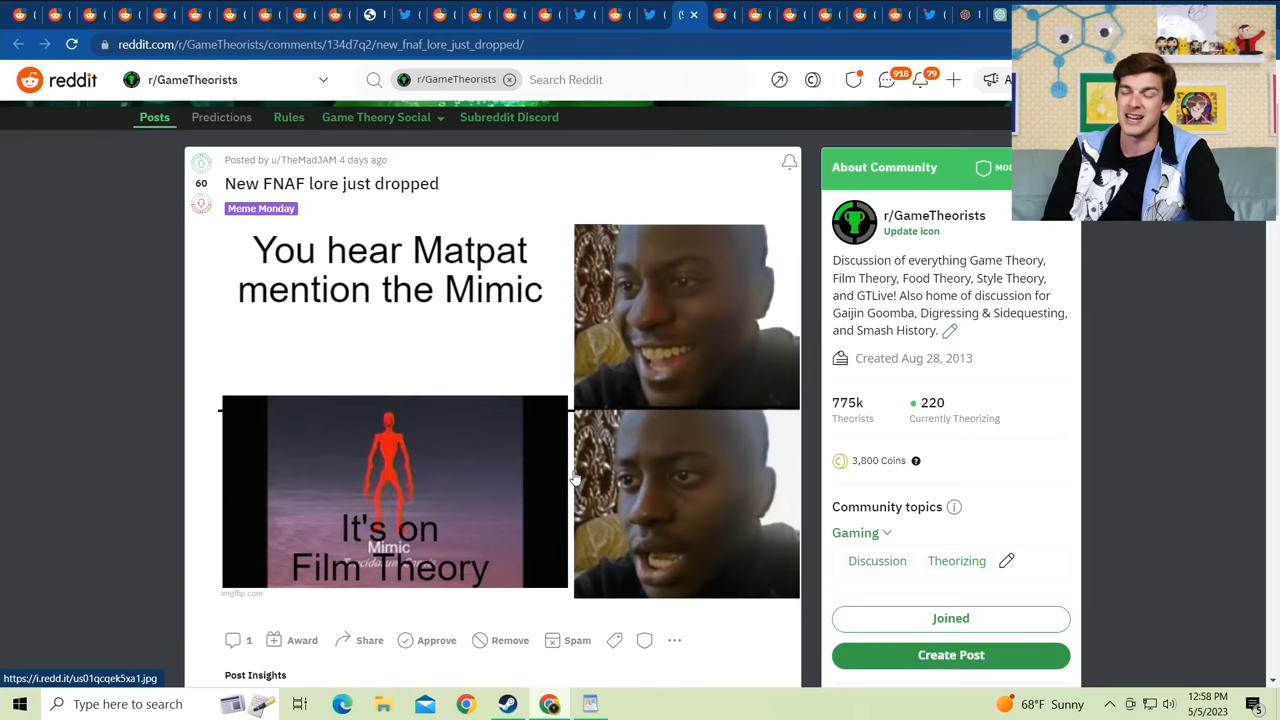 reddit.com/r/GameTheorists/comments/134d7q2/new_fnaf_lore_just_dropped/
reddit
r/GameTheorists
r/GameTheorists
Search Reddit
918
79
A
Posts
Predictions
Rules
Game Theory Social
Subreddit Discord
Posted by u/TheMadJAM 4 days ago
60
New FNAF lore just dropped
Meme Monday
You hear Matpat
mention the Mimic
It's on
Mimic
Film Theory
imgflip.com
1
Award
Share
Approve
Remove
Spam
Post Insights
About Community
MOD
r/GameTheorists
Update icon
Discussion of everything Game Theory,
Film Theory, Food Theory, Style Theory,
and GTLive! Also home of discussion for
Gaijin Goomba, Digressing & Sidequesting,
and Smash History.
Created Aug 28, 2013
775k
220
Theorists
Currently Theorizing
3,800 Coins
Community topics
Gaming
Discussion
Theorizing
Joined
Create Post
https://i.redd.it/us01qcqek5xa1.jpg
Type here to search
68°F Sunny
12:58 PM
5/5/2023
5